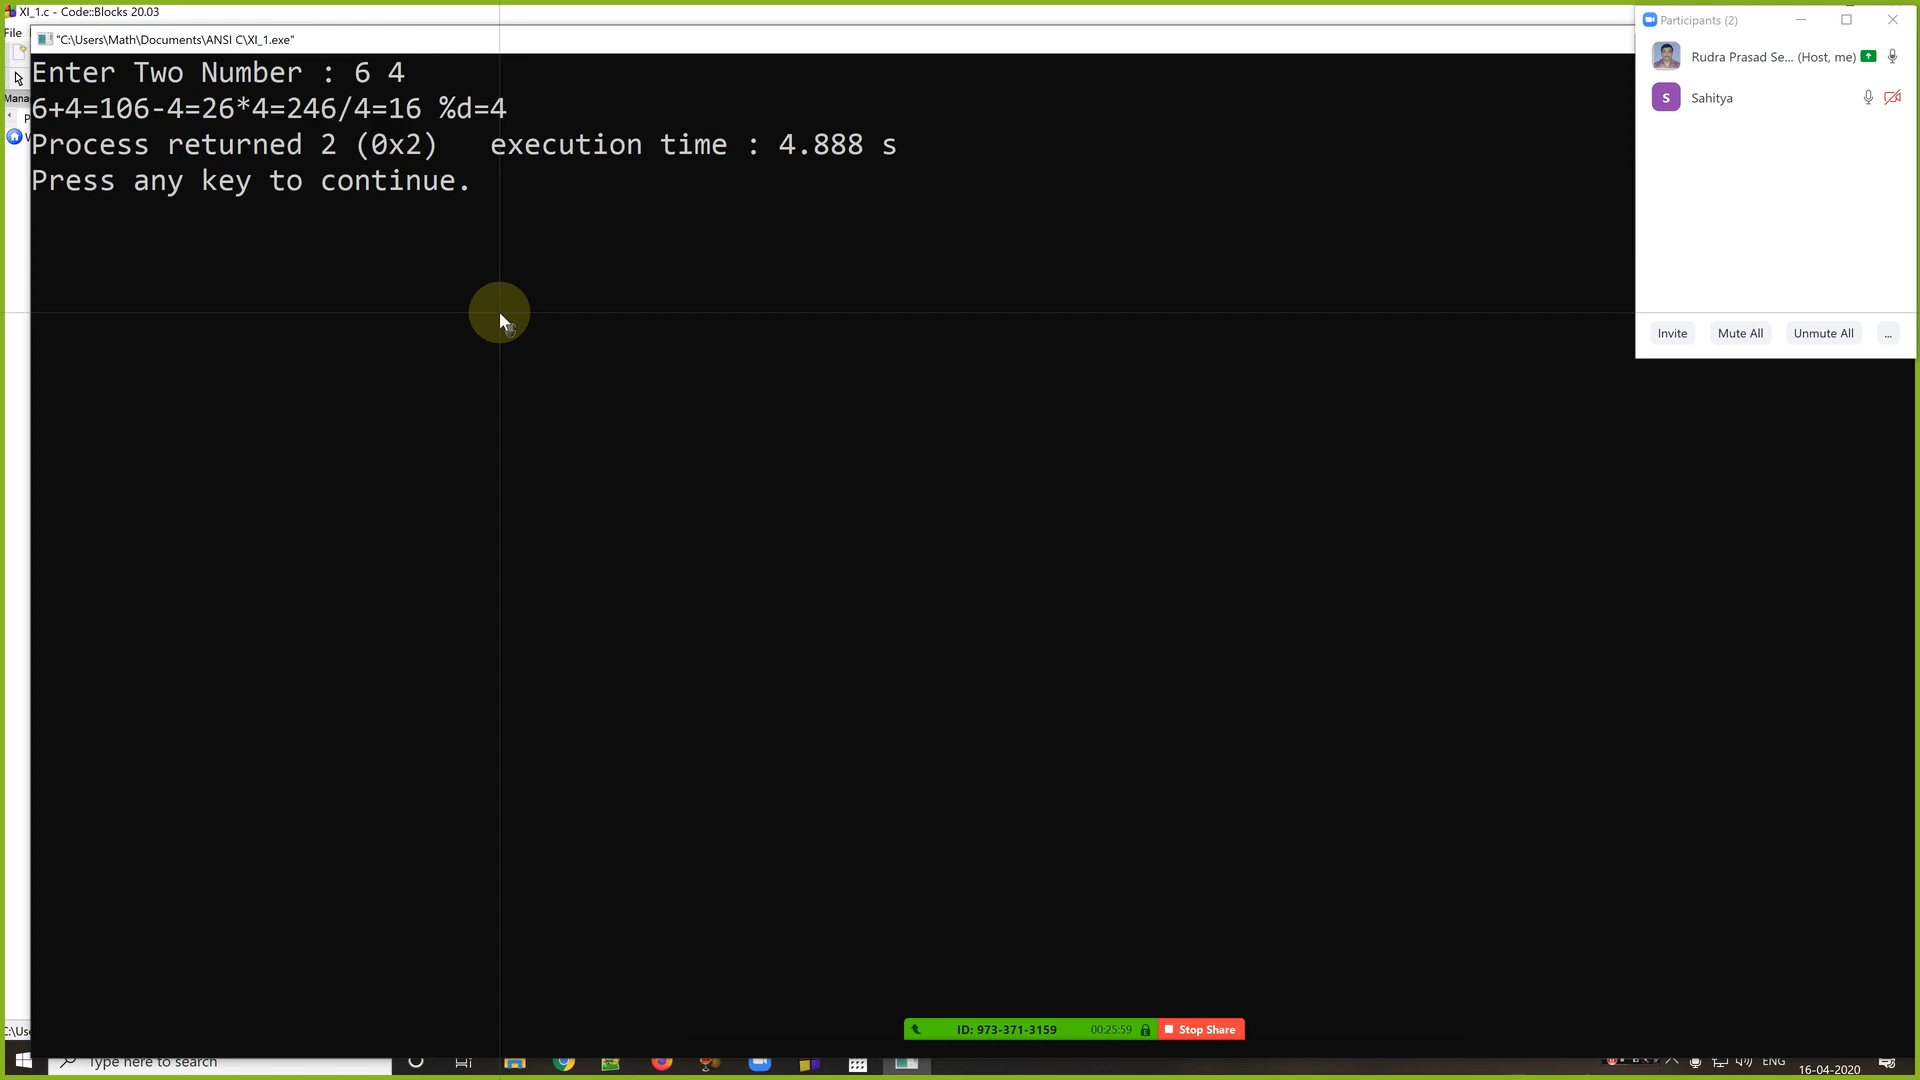 XI_1.c - Code::Blocks 20.03
File
"C:\Users\Math\Documents\ANSI C\XI_1.exe"
Mana
Enter Two Number : 6 4
6+4=106-4=26*4=246/4=16 %d=4
Process returned 2 (0x2)   execution time : 4.888 s
Press any key to continue.
Participants (2)
Rudra Prasad Se... (Host, me)
S Sahitya
Invite Mute All Unmute All ...
ID: 973-371-3159 00:25:59 Stop Share
C:\Use
Type here to search
ENG
16-04-2020